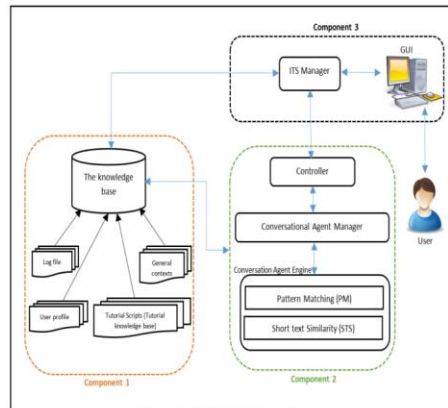 Component 3
GUI
ITS Manager
The knowledge
base
Controller
Conversational Agent Manager
User
Log file
General
contexts
Conversation Agent Engine
Pattern Matching (PM)
User profile
Tutorial Scripts (Tutorial
knowledge base)
Short text Similarity (STS)
Component 1
Component 2